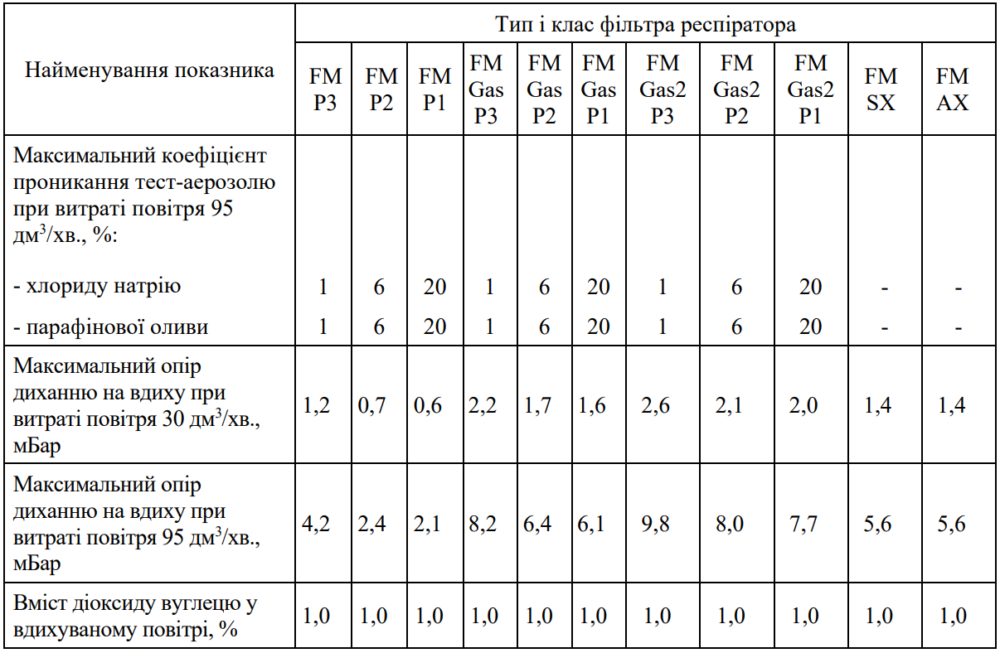 Найменування показника
Тип і клас фільтра респіратора
FM P3
FM P2
FM P1
FM Gas P3
FM Gas P2
FM Gas P1
FM Gas2 P3
FM Gas2 P2
FM Gas2 P1
FM SX
FM AX
Максимальний коефіцієнт
проникання тест-аерозолю
при витраті повітря 95
дм³/хв., %:
- хлориду натрію 1 6 20 1 6 20 1 6 20 - -
- парафінової оливи 1 6 20 1 6 20 1 6 20 - -
Максимальний опір
диханню на вдиху при
витраті повітря 30 дм³/хв.,
мБар
1,2 0,7 0,6 2,2 1,7 1,6 2,6 2,1 2,0 1,4 1,4
Максимальний опір
диханню на вдиху при
витраті повітря 95 дм³/хв.,
мБар
4,2 2,4 2,1 8,2 6,4 6,1 9,8 8,0 7,7 5,6 5,6
Вміст діоксиду вуглецю у
вдихуваному повітрі, %
1,0 1,0 1,0 1,0 1,0 1,0 1,0 1,0 1,0 1,0 1,0